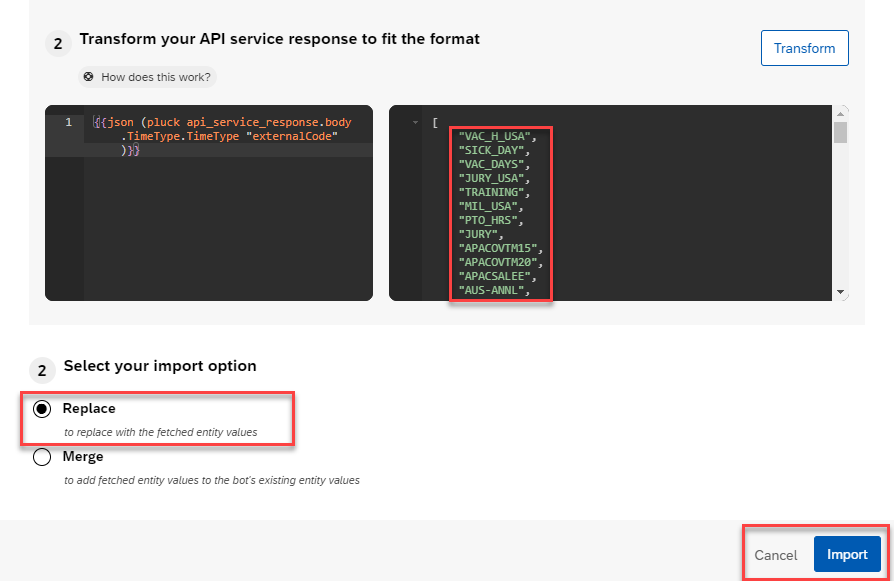 2 Transform your API service response to fit the format
Transform
How does this work?
1 {{json (pluck api_service_response.body
.TimeType.TimeType "externalCode"
)}}
[
"VAC_H_USA",
"SICK_DAY",
"VAC_DAYS",
"JURY_USA",
"TRAINING",
"MIL_USA",
"PTO_HRS",
"JURY",
"APACOVTM15",
"APACOVTM20",
"APACSALEE",
"AUS-ANNL",
2 Select your import option
Replace
to replace with the fetched entity values
Merge
to add fetched entity values to the bot's existing entity values
Cancel Import